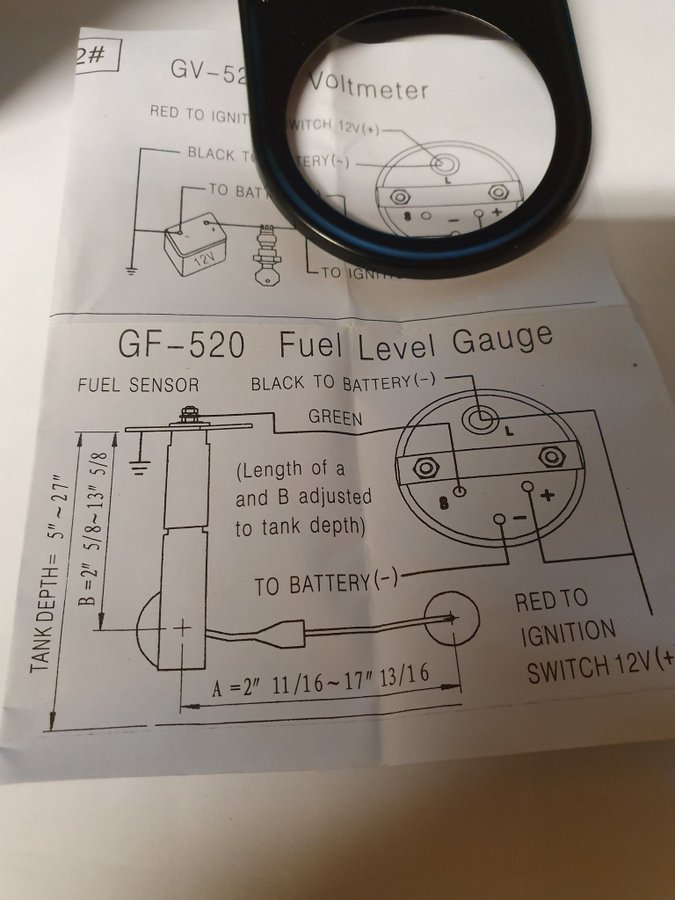 2#
GV-52 Voltmeter
RED TO IGNIT SWITCH 12V(+)
BLACK TO TERY(-)
TO BATT -)
L
S - +
12V
TO IGNI
GF-520 Fuel Level Gauge
FUEL SENSOR
BLACK TO BATTERY(-)
GREEN
L
(Length of a
and B adjusted
to tank depth)
S
+
-
TANK DEPTH= 5"~27"
B=2" 5/8~13" 5/8
TO BATTERY(-)
RED TO
IGNITION
SWITCH 12V(+
A =2" 11/16~17" 13/16